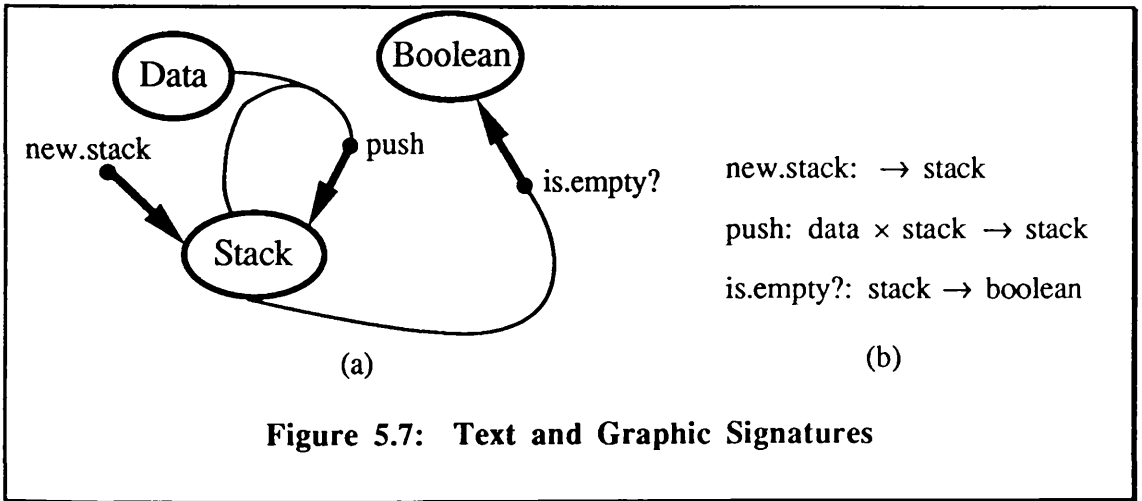 Data
Boolean
new.stack
push
is.empty?
Stack
(a)
new.stack: → stack
push: data × stack → stack
is.empty?: stack → boolean
(b)
Figure 5.7: Text and Graphic Signatures